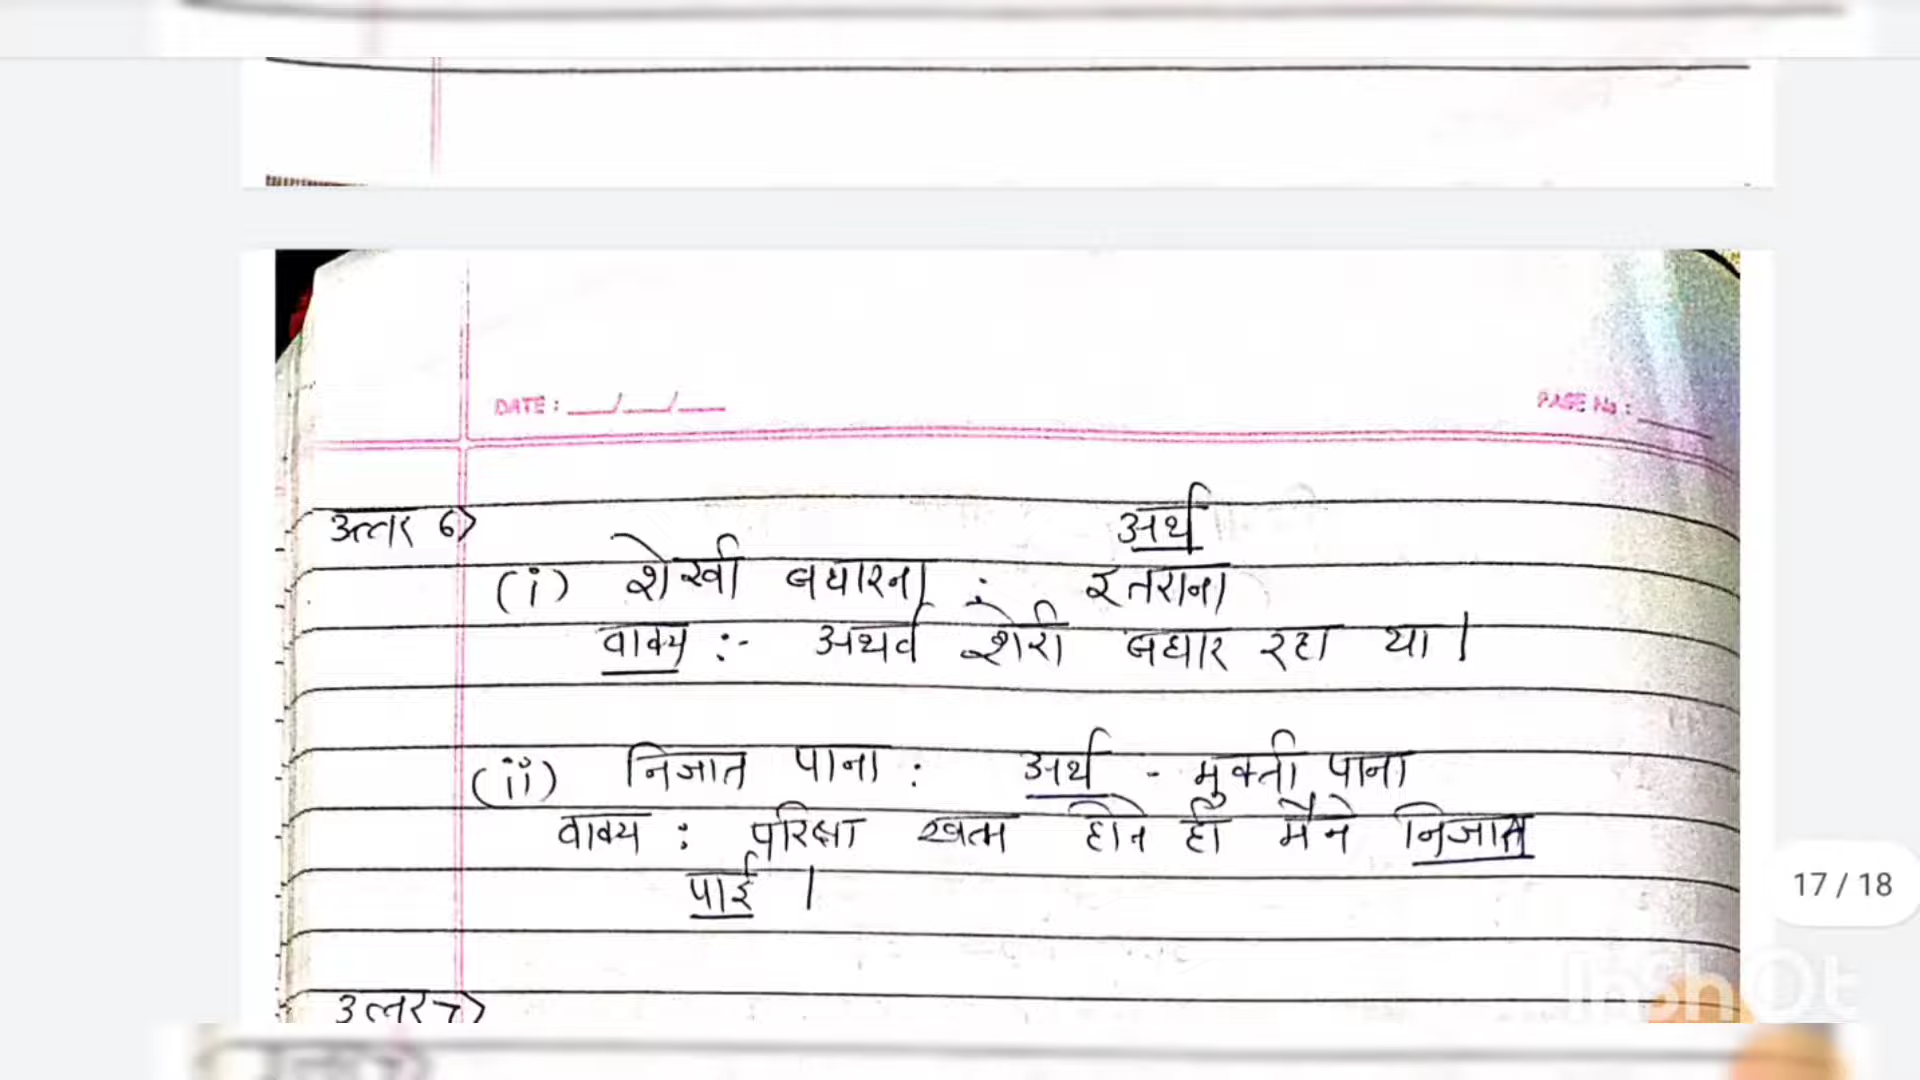 DATE : __/__/__
PAGE No :
उत्तर 6>
अर्थ
(i) शेखी बघारना : इतराना
वाक्य :- अथर्व शेरी बघार रहा था।
(ii) निजात पाना : अर्थ - मुक्ती पाना
वाक्य : परिक्षा खत्म होने ही मैने निजात
पाई ।
17 / 18
उत्तर 7>
InShOt